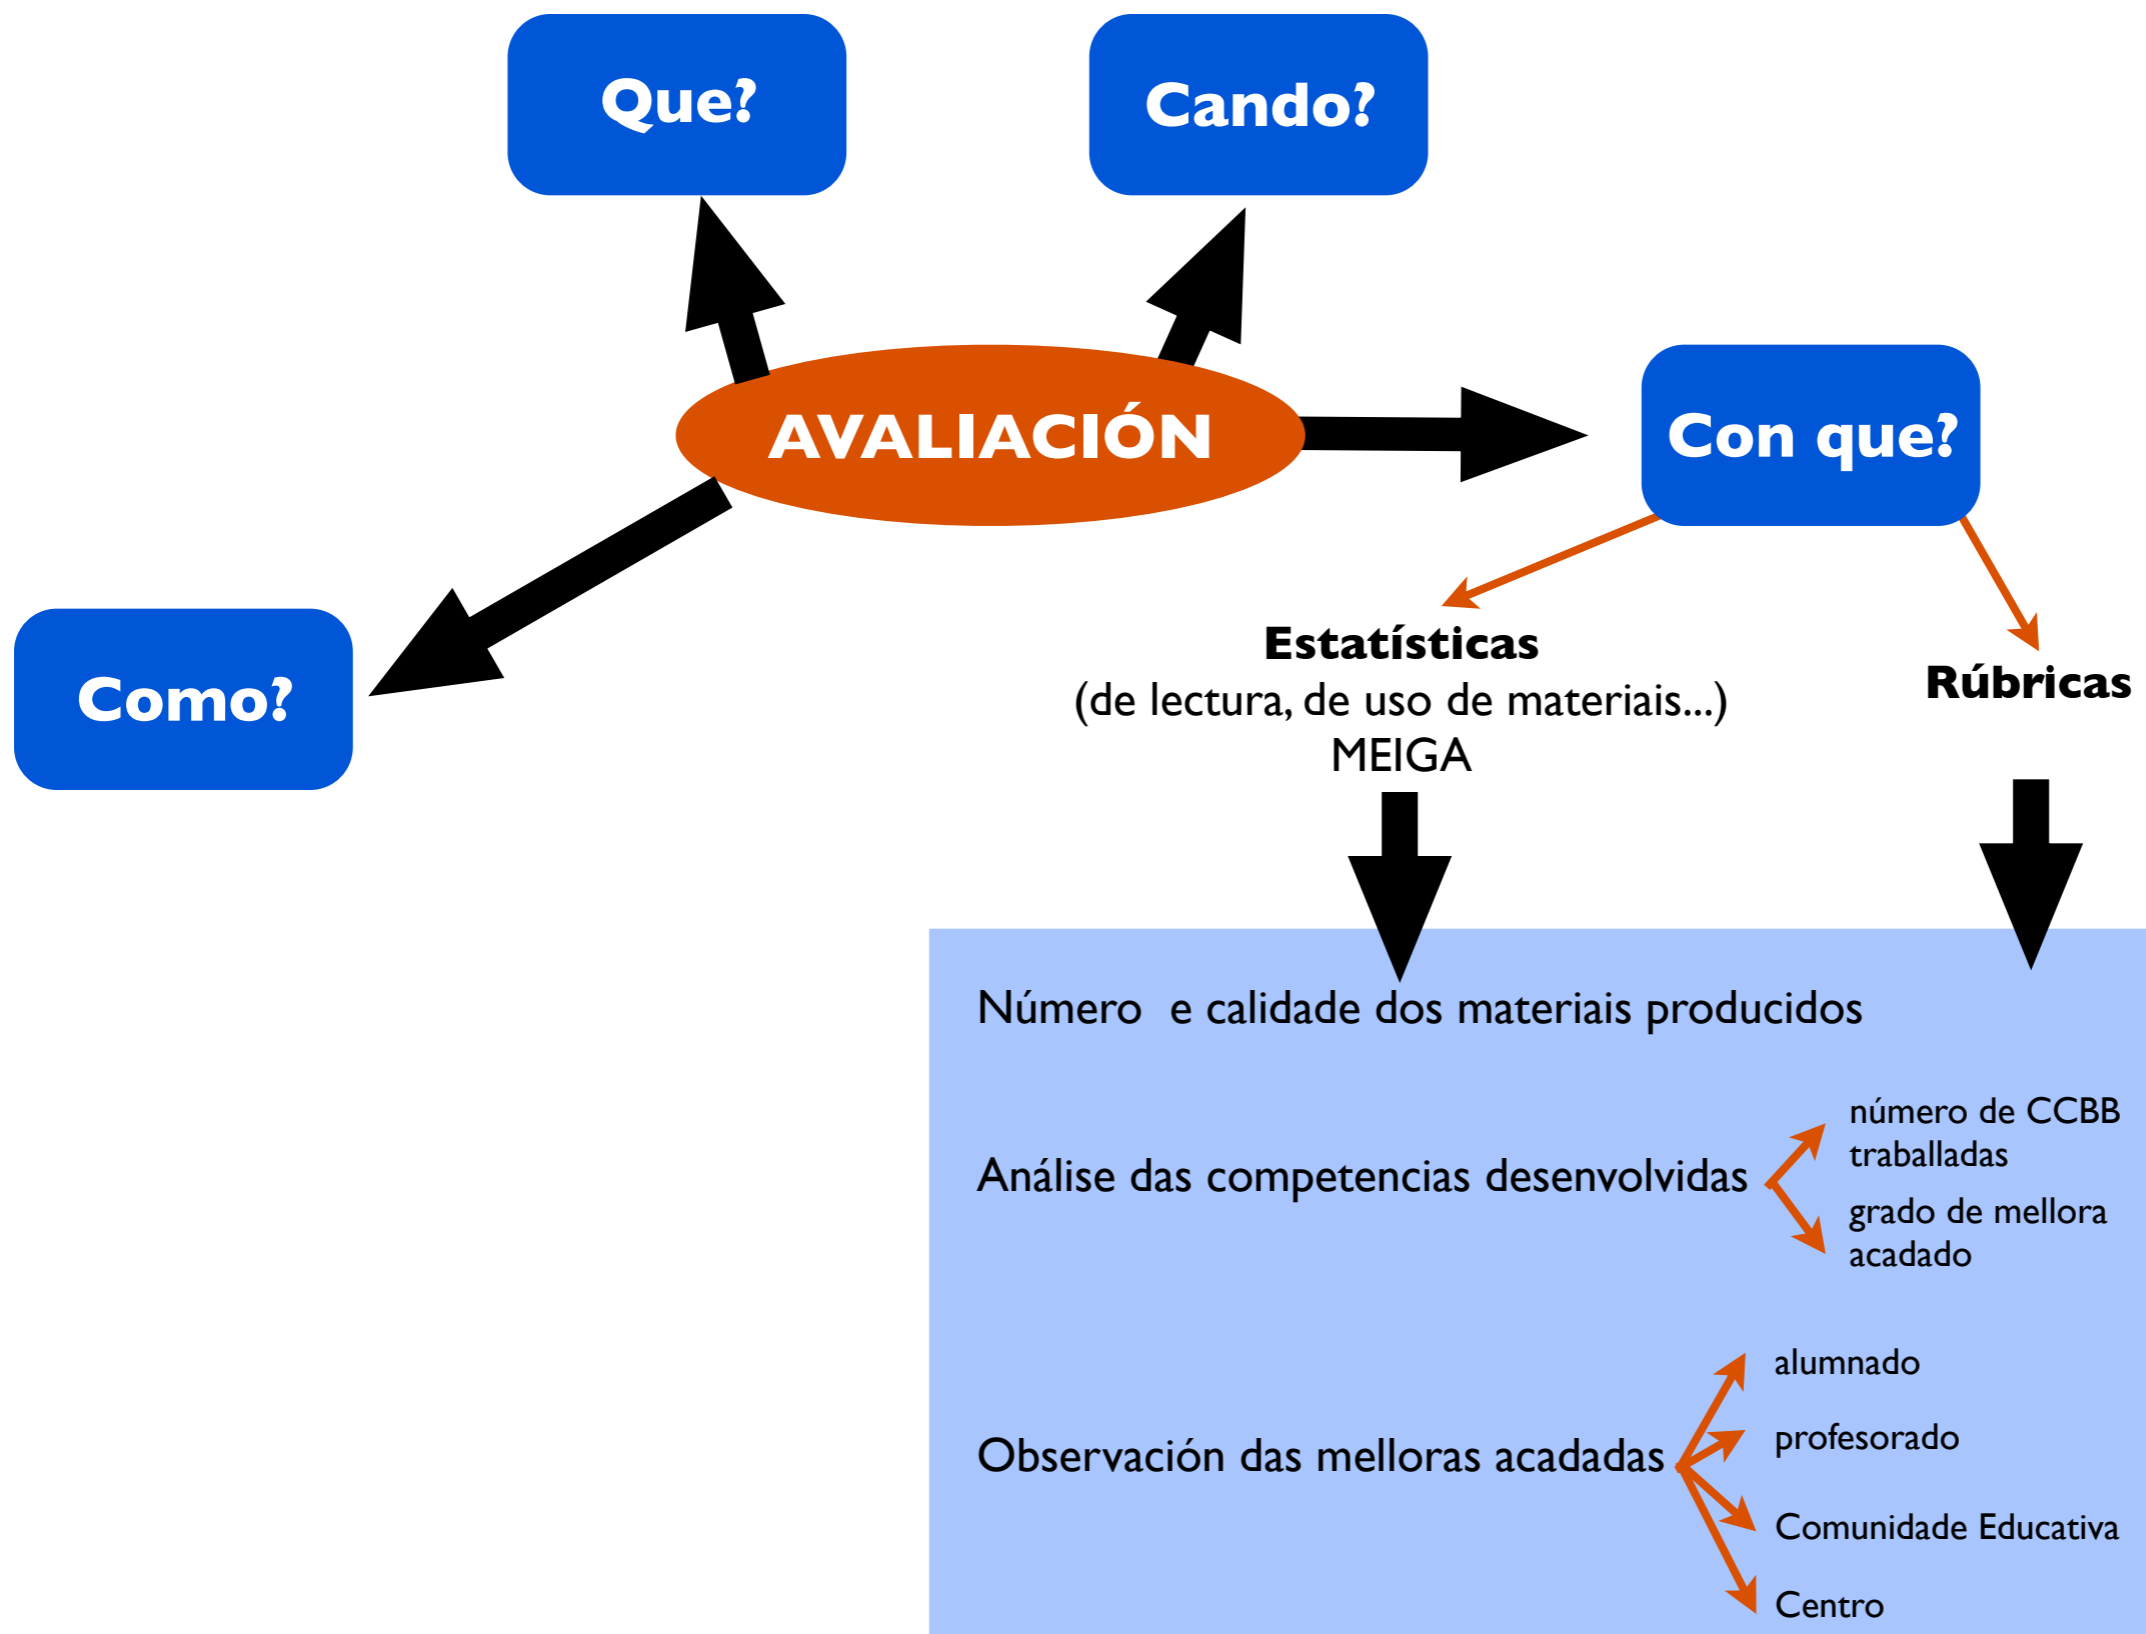 Que?
Cando?
AVALIACIÓN
Con que?
Como?
Estatísticas
(de lectura, de uso de materiais...)
MEIGA
Rúbricas
Número e calidade dos materiais producidos
Análise das competencias desenvolvidas
número de CCBB
traballadas
grado de mellora
acadado
Observación das melloras acadadas
alumnado
profesorado
Comunidade Educativa
Centro